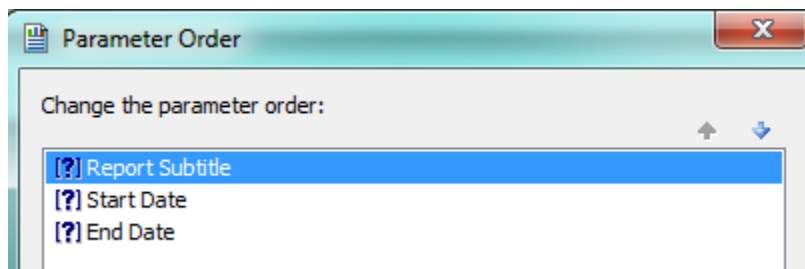 Parameter Order
Change the parameter order:
[?] Report Subtitle
[?] Start Date
[?] End Date